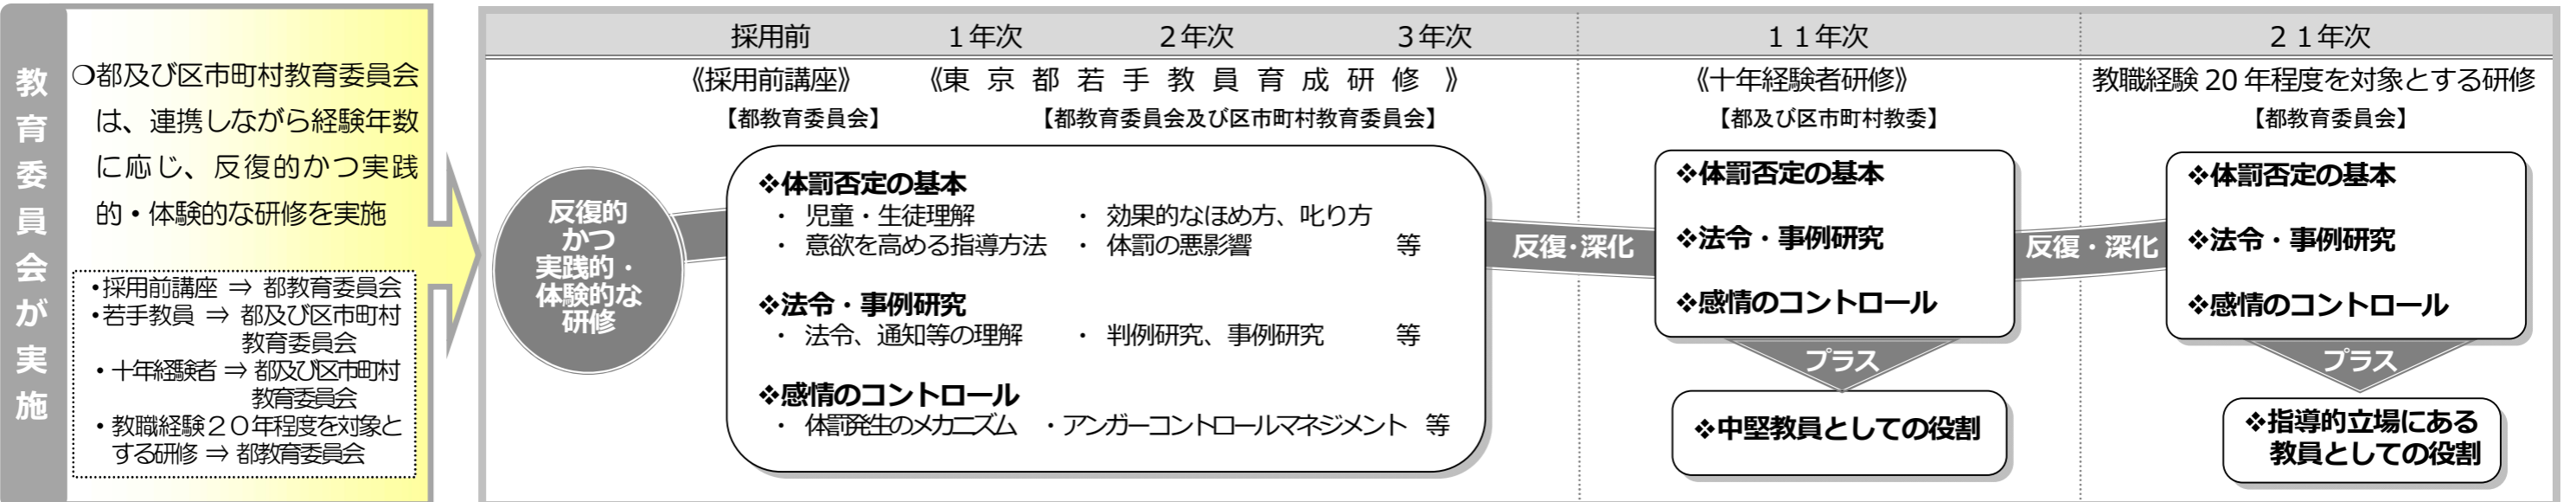 教育委員会が実施
○都及び区市町村教育委員会
は、連携しながら経験年数
に応じ、反復的かつ実践
的・体験的な研修を実施
・採用前講座 ⇒ 都教育委員会
・若手教員 ⇒ 都及び区市町村
教育委員会
・十年経験者 ⇒ 都及び区市町村
教育委員会
・教職経験２０年程度を対象と
する研修 ⇒ 都教育委員会
採用前 １年次 ２年次 ３年次 １１年次 ２１年次
《採用前講座》 《東京都若手教員育成研修》 《十年経験者研修》 教職経験 20 年程度を対象とする研修
【都教育委員会】 【都教育委員会及び区市町村教育委員会】 【都及び区市町村教委】 【都教育委員会】
反復的
かつ
実践的・
体験的な
研修
❖体罰否定の基本
・ 児童・生徒理解 ・ 効果的なほめ方、叱り方
・ 意欲を高める指導方法 ・ 体罰の悪影響 等
❖法令・事例研究
・ 法令、通知等の理解 ・ 判例研究、事例研究 等
❖感情のコントロール
・ 体罰発生のメカニズム ・アンガーコントロールマネジメント 等
反復・深化
❖体罰否定の基本
❖法令・事例研究
❖感情のコントロール
プラス
❖中堅教員としての役割
反復・深化
❖体罰否定の基本
❖法令・事例研究
❖感情のコントロール
プラス
❖指導的立場にある
教員としての役割